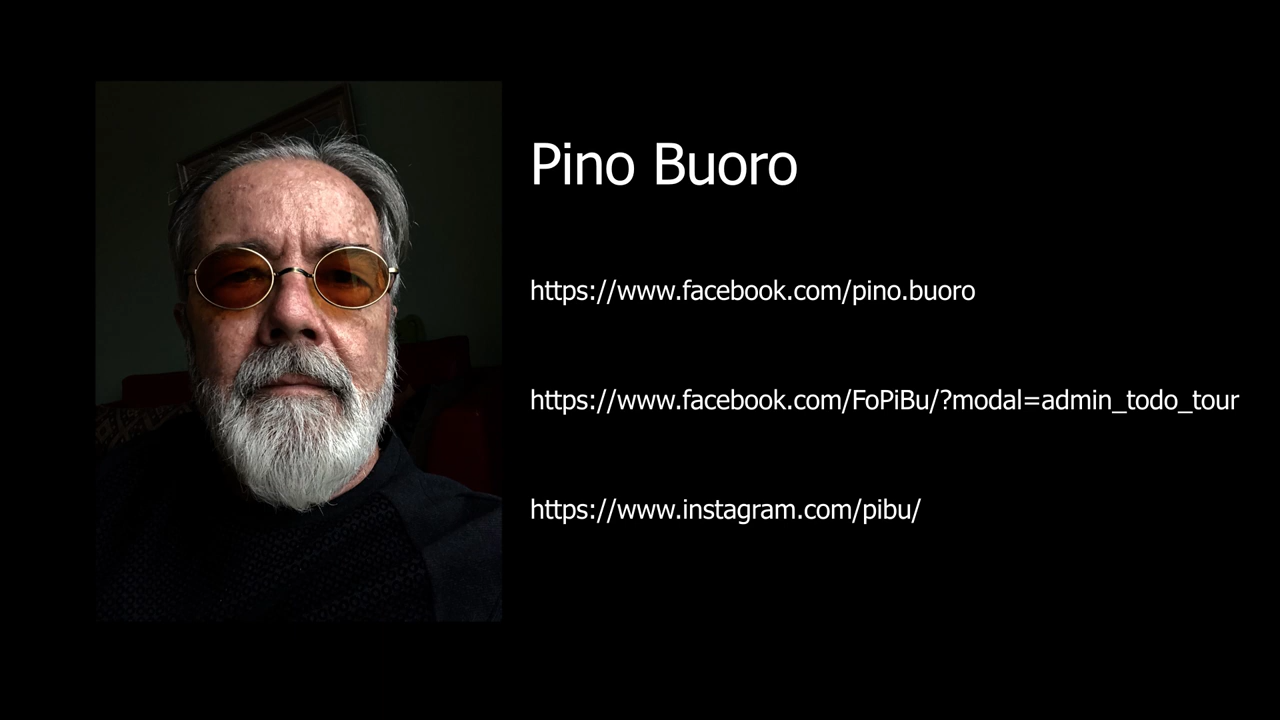 Pino Buoro
https://www.facebook.com/pino.buoro
https://www.facebook.com/FoPiBu/?modal=admin_todo_tour
https://www.instagram.com/pibu/